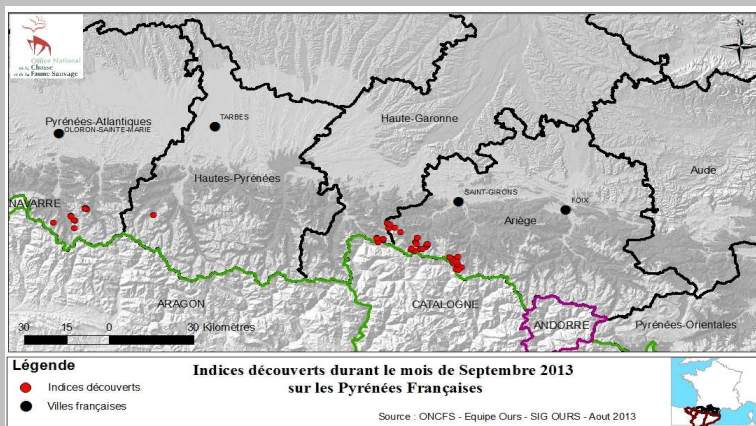 Office National
de la Chasse
et de la Faune Sauvage
N
Pyrénées-Atlantiques
OLORON-SAINTE-MARIE
TARBES
Haute-Garonne
Hautes-Pyrénées
SAINT-GIRONS
FOIX
Aude
Ariège
NAVARRE
ARAGON
CATALOGNE
ANDORRE
Pyrénées-Orientales
30 15 0 30 Kilomètres
Légende
Indices découverts
Villes françaises
Indices découverts durant le mois de Septembre 2013
sur les Pyrénées Françaises
Source : ONCFS - Equipe Ours - SIG OURS - Aout 2013